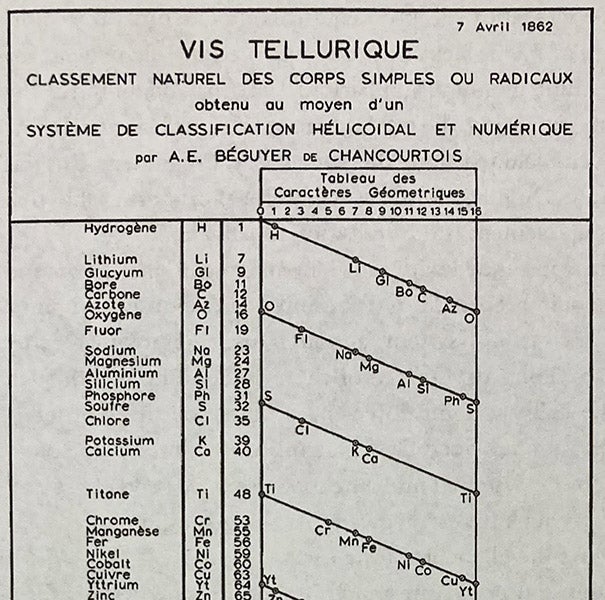 7 Avril 1862
VIS TELLURIQUE
CLASSEMENT NATUREL DES CORPS SIMPLES OU RADICAUX
obtenu au moyen d'un
SYSTÈME DE CLASSIFICATION HÉLICOIDAL ET NUMÉRIQUE
par A.E. BÉGUYER DE CHANCOURTOIS
Tableau des
Caractères Géometriques
0 1 2 3 4 5 6 7 8 9 10 11 12 13 14 15 16
Hydrogène H 1 H
Lithium Li 7 Li
Glucyum Gl 9 Gl
Bore Bo 11 Bo
Carbone C 12 C
Azote Az 14 Az
Oxygène O 16 O O
Fluor Fl 19 Fl
Sodium Na 23 Na
Magnesium Mg 24 Mg
Aluminium Al 27 Al
Silicium Si 28 Si
Phosphore Ph 31 Ph
Soufre S 32 S S
Chlore Cl 35 Cl
Potassium K 39 K
Calcium Ca 40 Ca
Titone Ti 48 Ti Ti
Chrome Cr 53 Cr
Manganèse Mn 55 Mn
Fer Fe 56 Fe
Nikel Ni 59 Ni
Cobalt Co 60 Co
Cuivre Cu 63 Cu
Yttrium Yt 64 Yt Yt
Zinc Zn 65 Zn